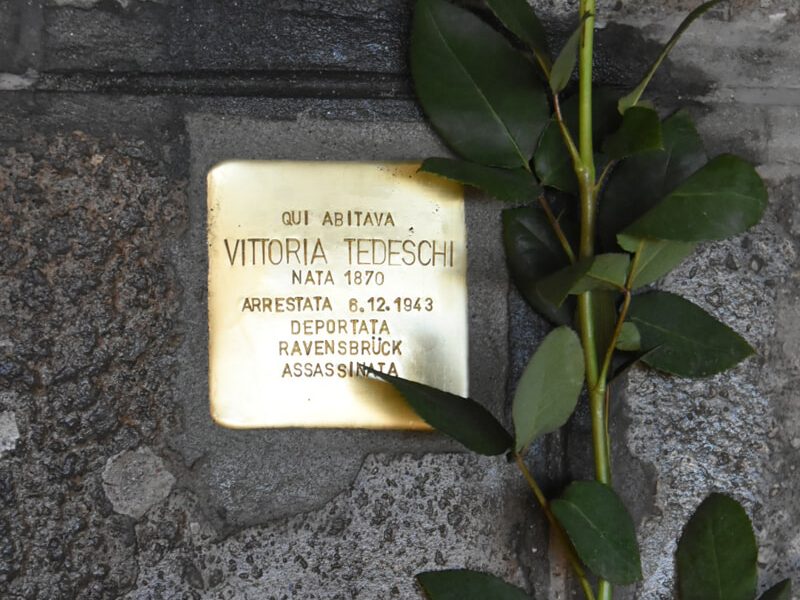 QUI ABITAVA
VITTORIA TEDESCHI
NATA 1870
ARRESTATA 6.12.1943
DEPORTATA
RAVENSBRÜCK
ASSASSINATA